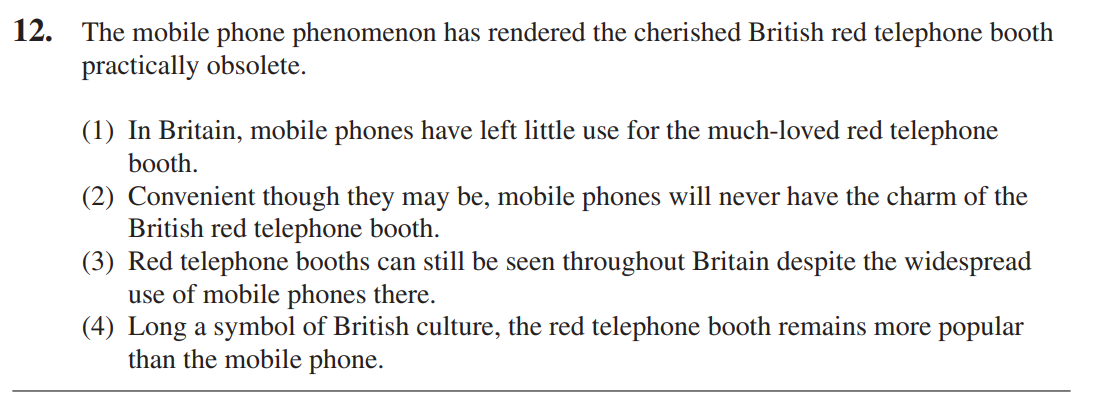 12. The mobile phone phenomenon has rendered the cherished British red telephone booth
practically obsolete.
(1) In Britain, mobile phones have left little use for the much-loved red telephone
booth.
(2) Convenient though they may be, mobile phones will never have the charm of the
British red telephone booth.
(3) Red telephone booths can still be seen throughout Britain despite the widespread
use of mobile phones there.
(4) Long a symbol of British culture, the red telephone booth remains more popular
than the mobile phone.